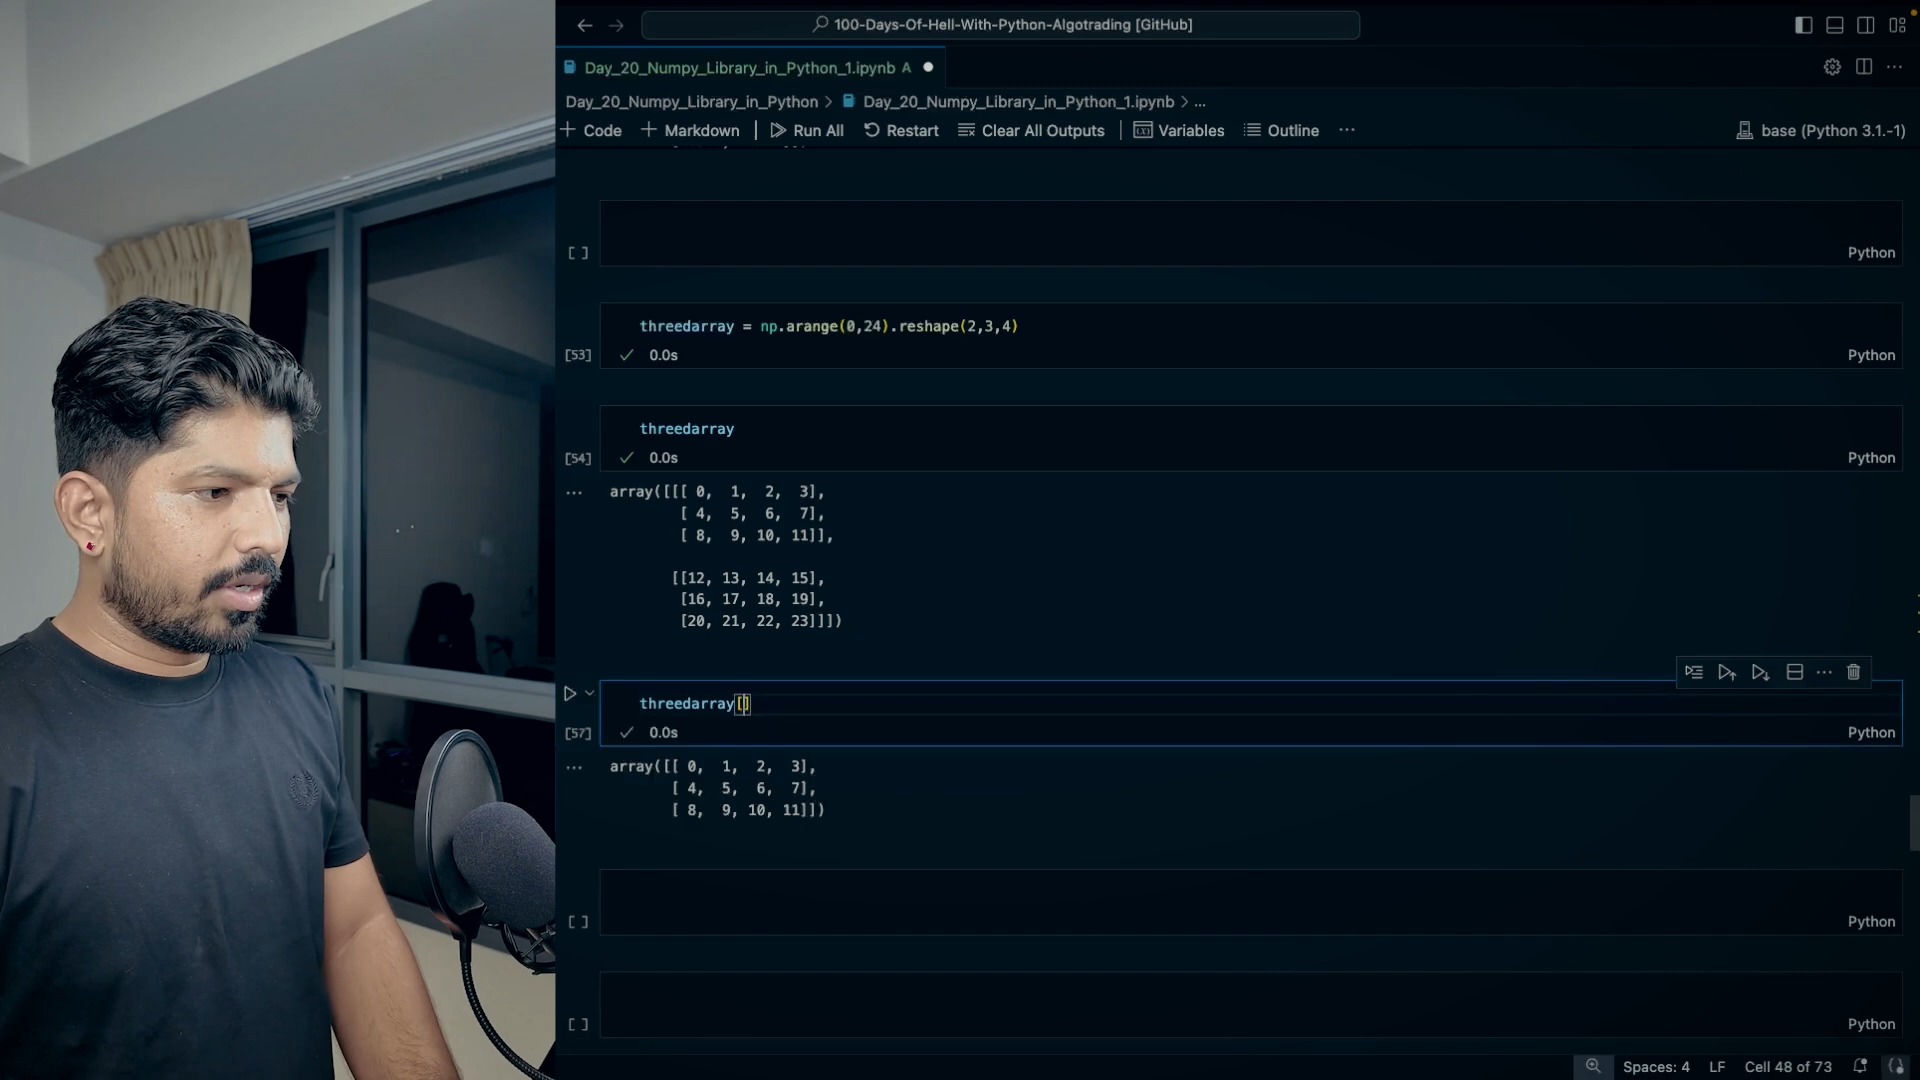 100-Days-Of-Hell-With-Python-Algotrading [GitHub]
Day_20_Numpy_Library_in_Python_1.ipynb A
Day_20_Numpy_Library_in_Python > Day_20_Numpy_Library_in_Python_1.ipynb > ...
+ Code + Markdown | Run All Restart Clear All Outputs | Variables Outline ... base (Python 3.1.-1)
[ ] Python
threedarray = np.arange(0,24).reshape(2,3,4)
[53] ✓ 0.0s Python
threedarray
[54] ✓ 0.0s Python
... array([[[ 0,  1,  2,  3],
[ 4,  5,  6,  7],
[ 8,  9, 10, 11]],
[[12, 13, 14, 15],
[16, 17, 18, 19],
[20, 21, 22, 23]]])
threedarray[]
[57] ✓ 0.0s Python
... array([[ 0,  1,  2,  3],
[ 4,  5,  6,  7],
[ 8,  9, 10, 11]])
[ ] Python
[ ] Python
Spaces: 4 LF Cell 48 of 73